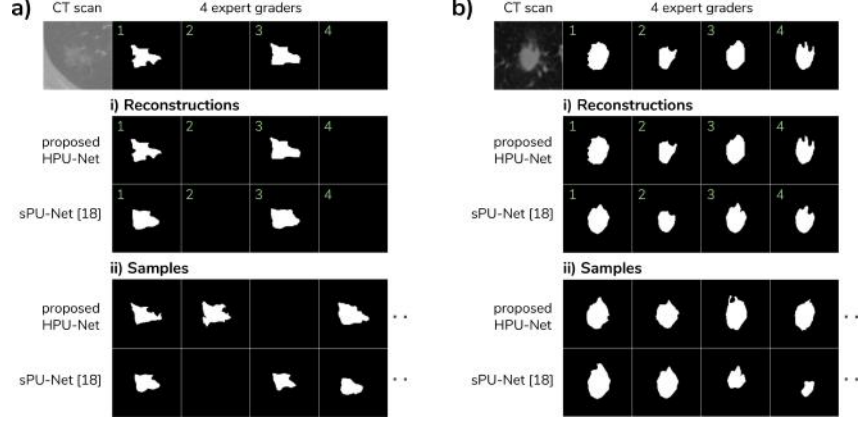 a) CT scan 4 expert graders
1 2 3 4
i) Reconstructions
proposed
HPU-Net
1 2 3 4
sPU-Net [18]
1 2 3 4
ii) Samples
proposed
HPU-Net
sPU-Net [18]
b) CT scan 4 expert graders
1 2 3 4
i) Reconstructions
proposed
HPU-Net
1 2 3 4
sPU-Net [18]
1 2 3 4
ii) Samples
proposed
HPU-Net
sPU-Net [18]